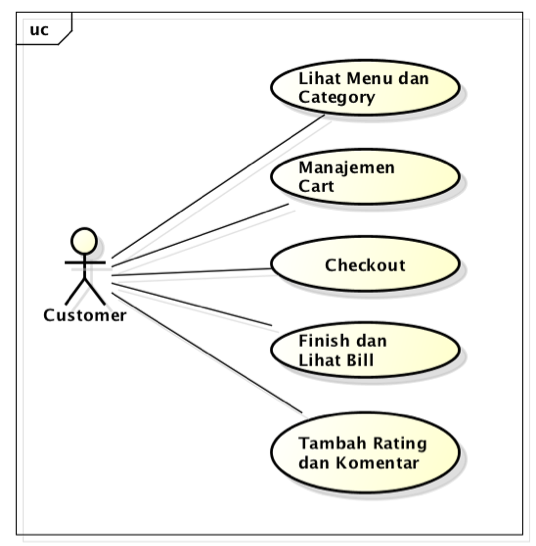 uc
Lihat Menu dan
Category
Manajemen
Cart
Checkout
Customer
Finish dan
Lihat Bill
Tambah Rating
dan Komentar